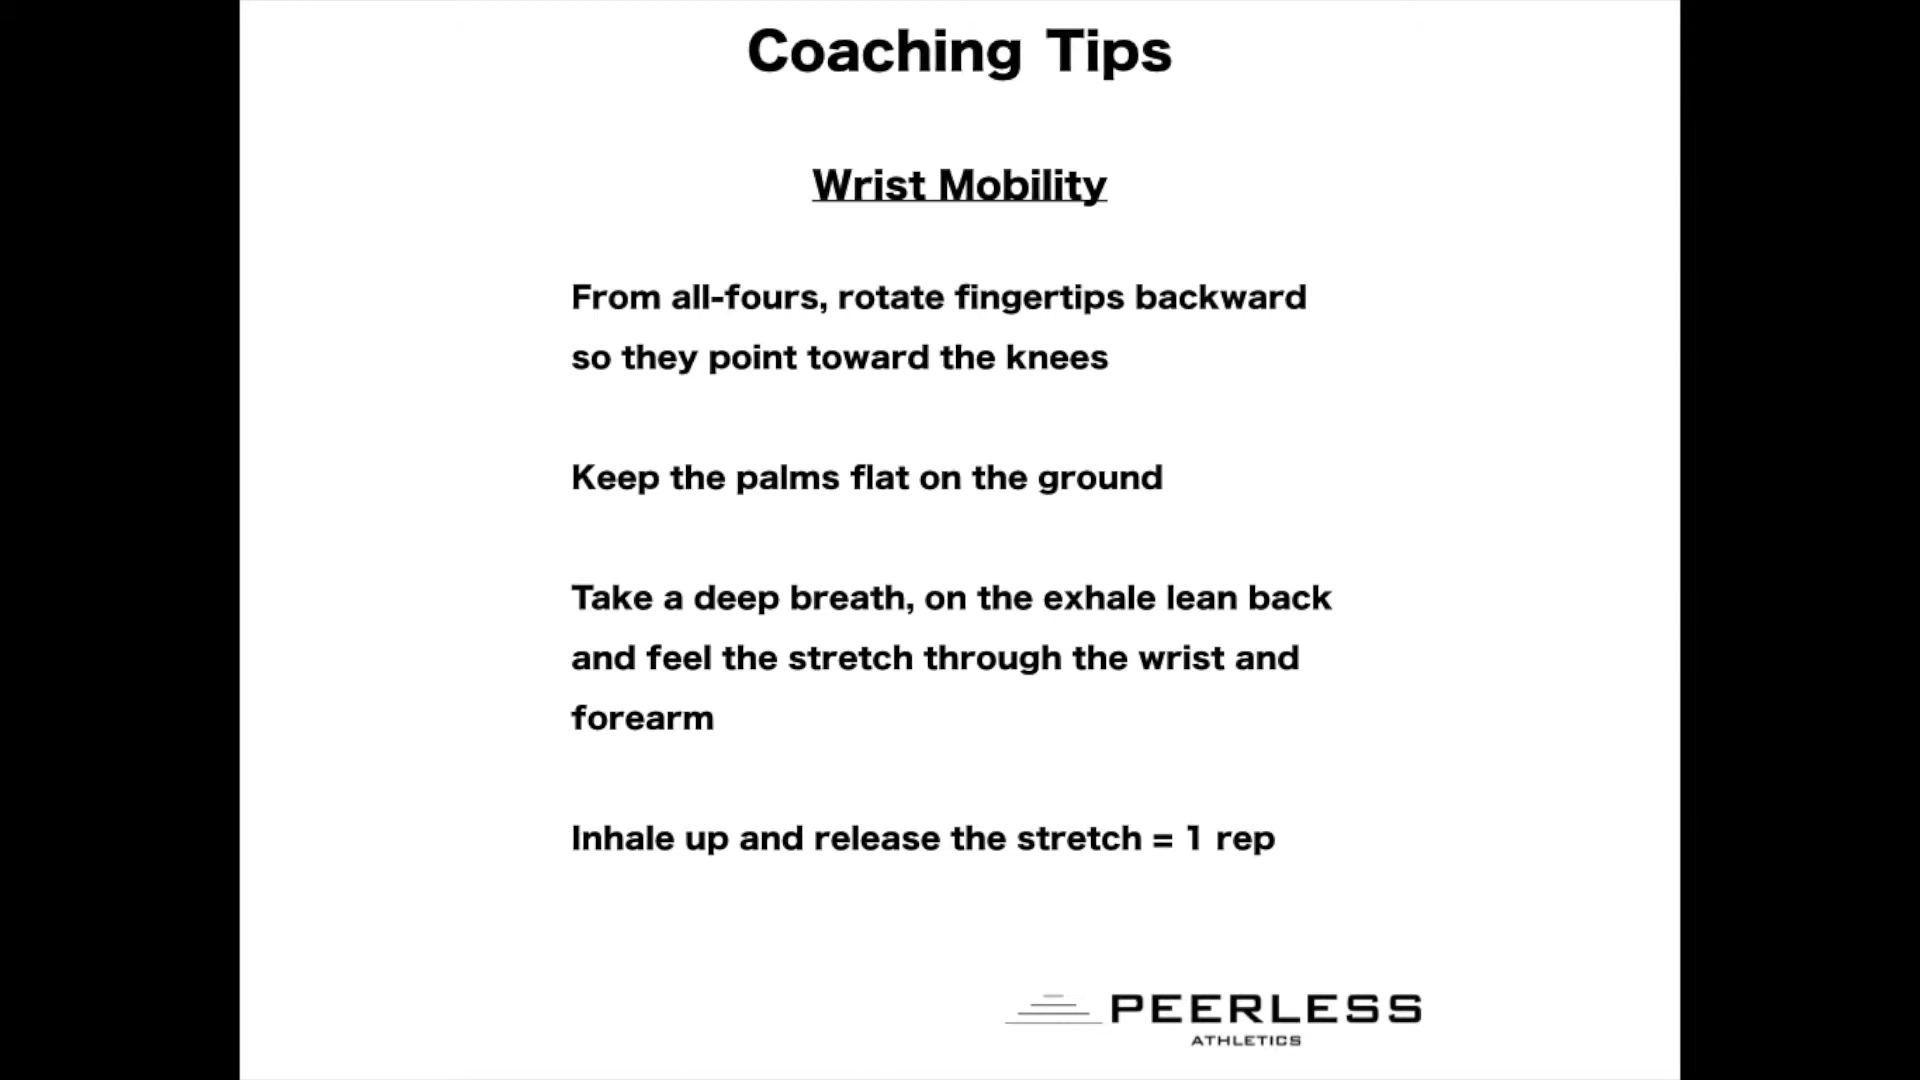 Coaching Tips
Wrist Mobility
From all-fours, rotate fingertips backward
so they point toward the knees
Keep the palms flat on the ground
Take a deep breath, on the exhale lean back
and feel the stretch through the wrist and
forearm
Inhale up and release the stretch = 1 rep
PEERLESS
ATHLETICS